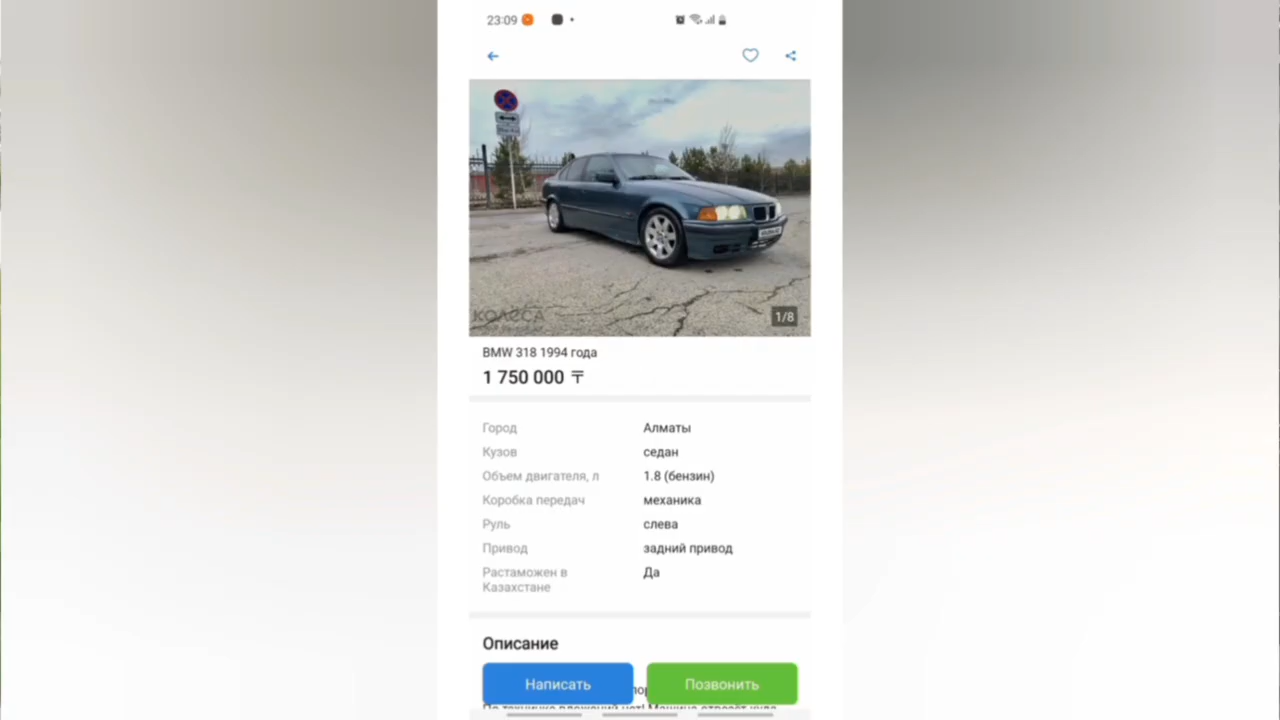 23:09
КОЛЁСА
1/8
BMW 318 1994 года
1 750 000 ₸
Город Алматы
Кузов седан
Объем двигателя, л 1.8 (бензин)
Коробка передач механика
Руль слева
Привод задний привод
Растаможен в Казахстане Да
Описание
Написать
Позвонить